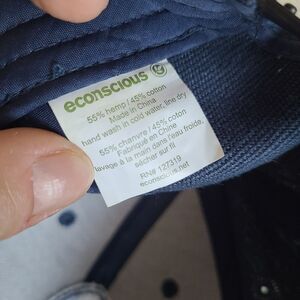 econscious
55% hemp / 45% cotton
Made in China
hand wash in cold water, line dry
55% chanvre / 45% coton
Fabriqué en Chine
lavage à la main dans l'eau froide,
sécher sur fil
RN# 127319
econscious.net